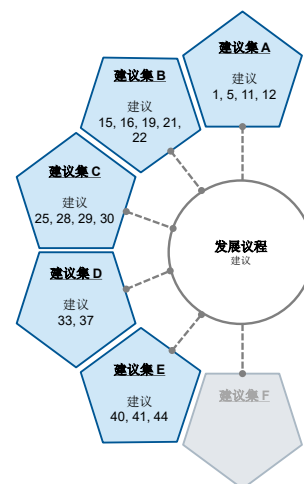 建议集 A
建议
1, 5, 11, 12
建议集 B
建议
15, 16, 19, 21,
22
建议集 C
建议
25, 28, 29, 30
发展议程
建议
建议集 D
建议
33, 37
建议集 E
建议
40, 41, 44
建议集 F